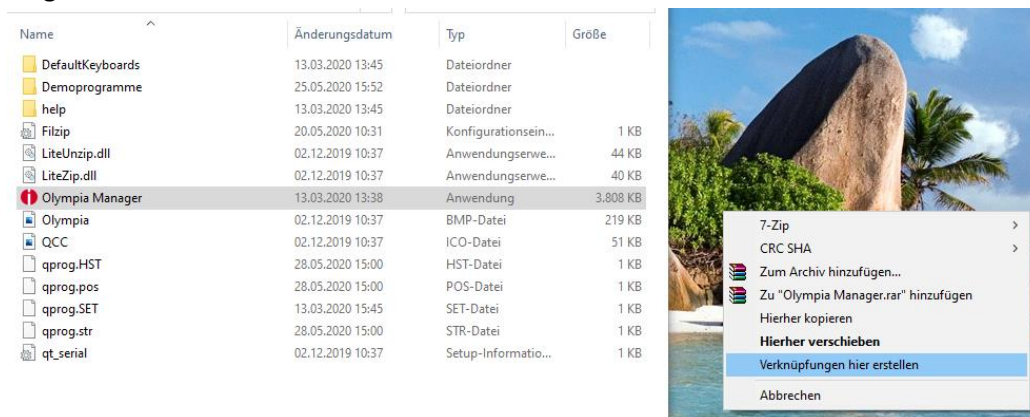 Name Änderungsdatum Typ Größe
DefaultKeyboards 13.03.2020 13:45 Dateiordner
Demoprogramme 25.05.2020 15:52 Dateiordner
help 13.03.2020 13:45 Dateiordner
Filzip 20.05.2020 10:31 Konfigurationsein... 1 KB
LiteUnzip.dll 02.12.2019 10:37 Anwendungserwe... 44 KB
LiteZip.dll 02.12.2019 10:37 Anwendungserwe... 40 KB
Olympia Manager 13.03.2020 13:38 Anwendung 3.808 KB
Olympia 02.12.2019 10:37 BMP-Datei 219 KB
QCC 02.12.2019 10:37 ICO-Datei 51 KB
qprog.HST 28.05.2020 15:00 HST-Datei 1 KB
qprog.pos 28.05.2020 15:00 POS-Datei 1 KB
qprog.SET 13.03.2020 15:45 SET-Datei 1 KB
qprog.str 28.05.2020 15:00 STR-Datei 1 KB
qt_serial 02.12.2019 10:37 Setup-Informatio... 1 KB
7-Zip
CRC SHA
Zum Archiv hinzufügen...
Zu "Olympia Manager.rar" hinzufügen
Hierher kopieren
Hierher verschieben
Verknüpfungen hier erstellen
Abbrechen